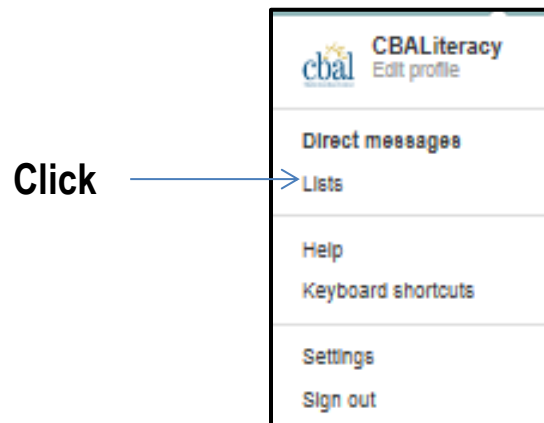 CBALiteracy
cbal
Edit profile
Direct messages
Click
Lists
Help
Keyboard shortcuts
Settings
Sign out